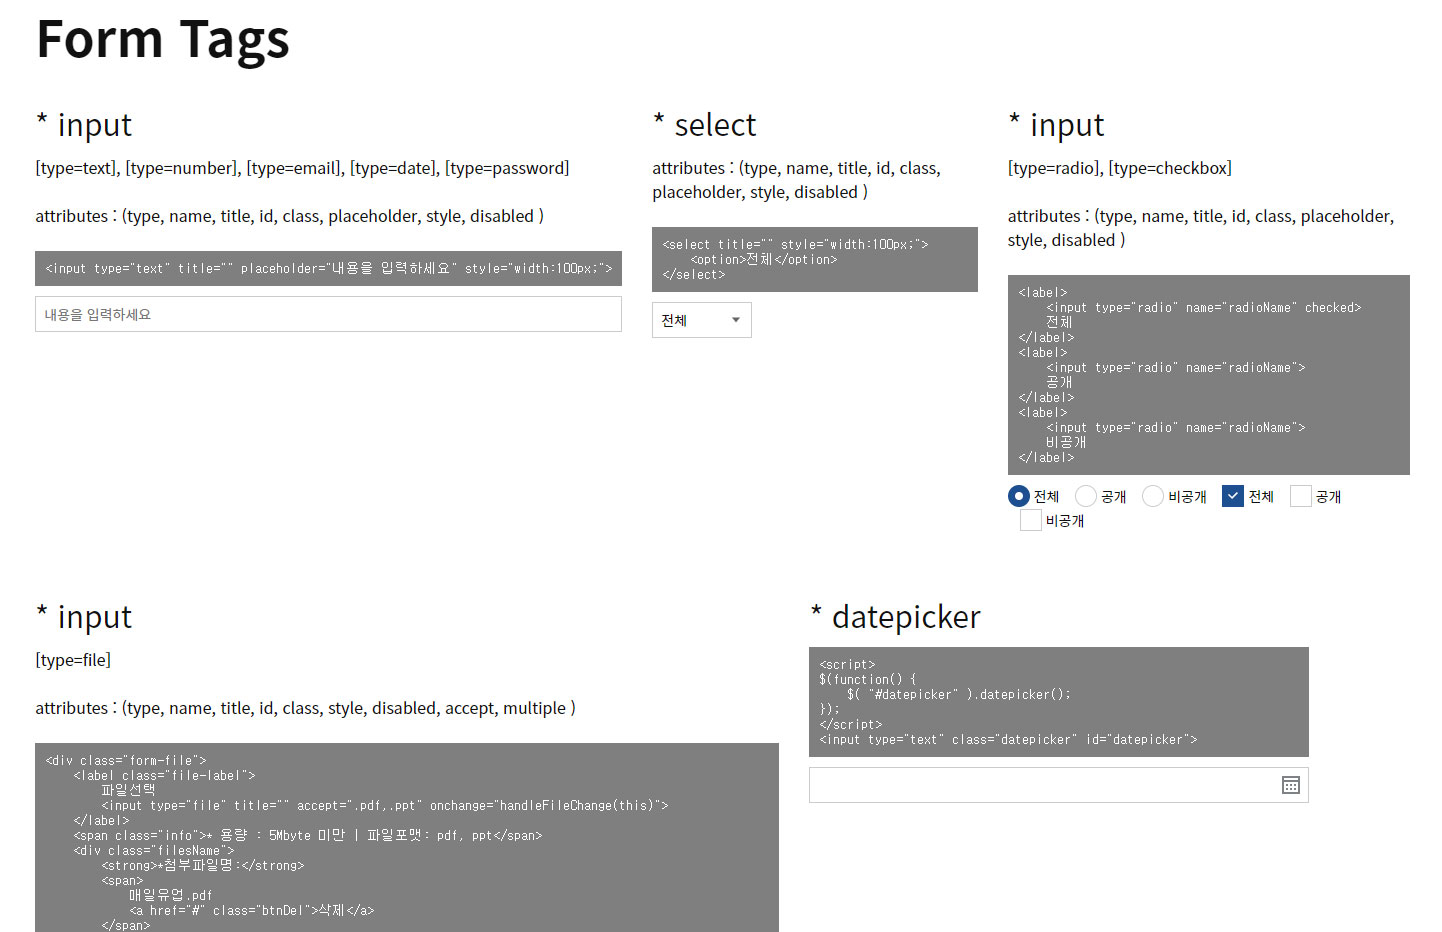 Form Tags
* input
[type=text], [type=number], [type=email], [type=date], [type=password]
attributes : (type, name, title, id, class, placeholder, style, disabled )
<input type="text" title="" placeholder="내용을 입력하세요" style="width:100px;">
내용을 입력하세요
* select
attributes : (type, name, title, id, class,
placeholder, style, disabled )
<select title="" style="width:100px;">
    <option>전체</option>
</select>
전체
* input
[type=radio], [type=checkbox]
attributes : (type, name, title, id, class, placeholder,
style, disabled )
<label>
    <input type="radio" name="radioName" checked>
    전체
</label>
<label>
    <input type="radio" name="radioName">
    공개
</label>
<label>
    <input type="radio" name="radioName">
    비공개
</label>
전체 공개 비공개 전체 공개
비공개
* input
[type=file]
attributes : (type, name, title, id, class, style, disabled, accept, multiple )
<div class="form-file">
    <label class="file-label">
        파일선택
        <input type="file" title="" accept=".pdf,.ppt" onchange="handleFileChange(this)">
    </label>
    <span class="info">* 용량 : 5Mbyte 미만 | 파일포맷: pdf, ppt</span>
    <div class="filesName">
        <strong>*첨부파일명:</strong>
        <span>
            매일유업.pdf
            <a href="#" class="btnDel">삭제</a>
        </span>
* datepicker
<script>
$(function() {
    $( "#datepicker" ).datepicker();
});
</script>
<input type="text" class="datepicker" id="datepicker">